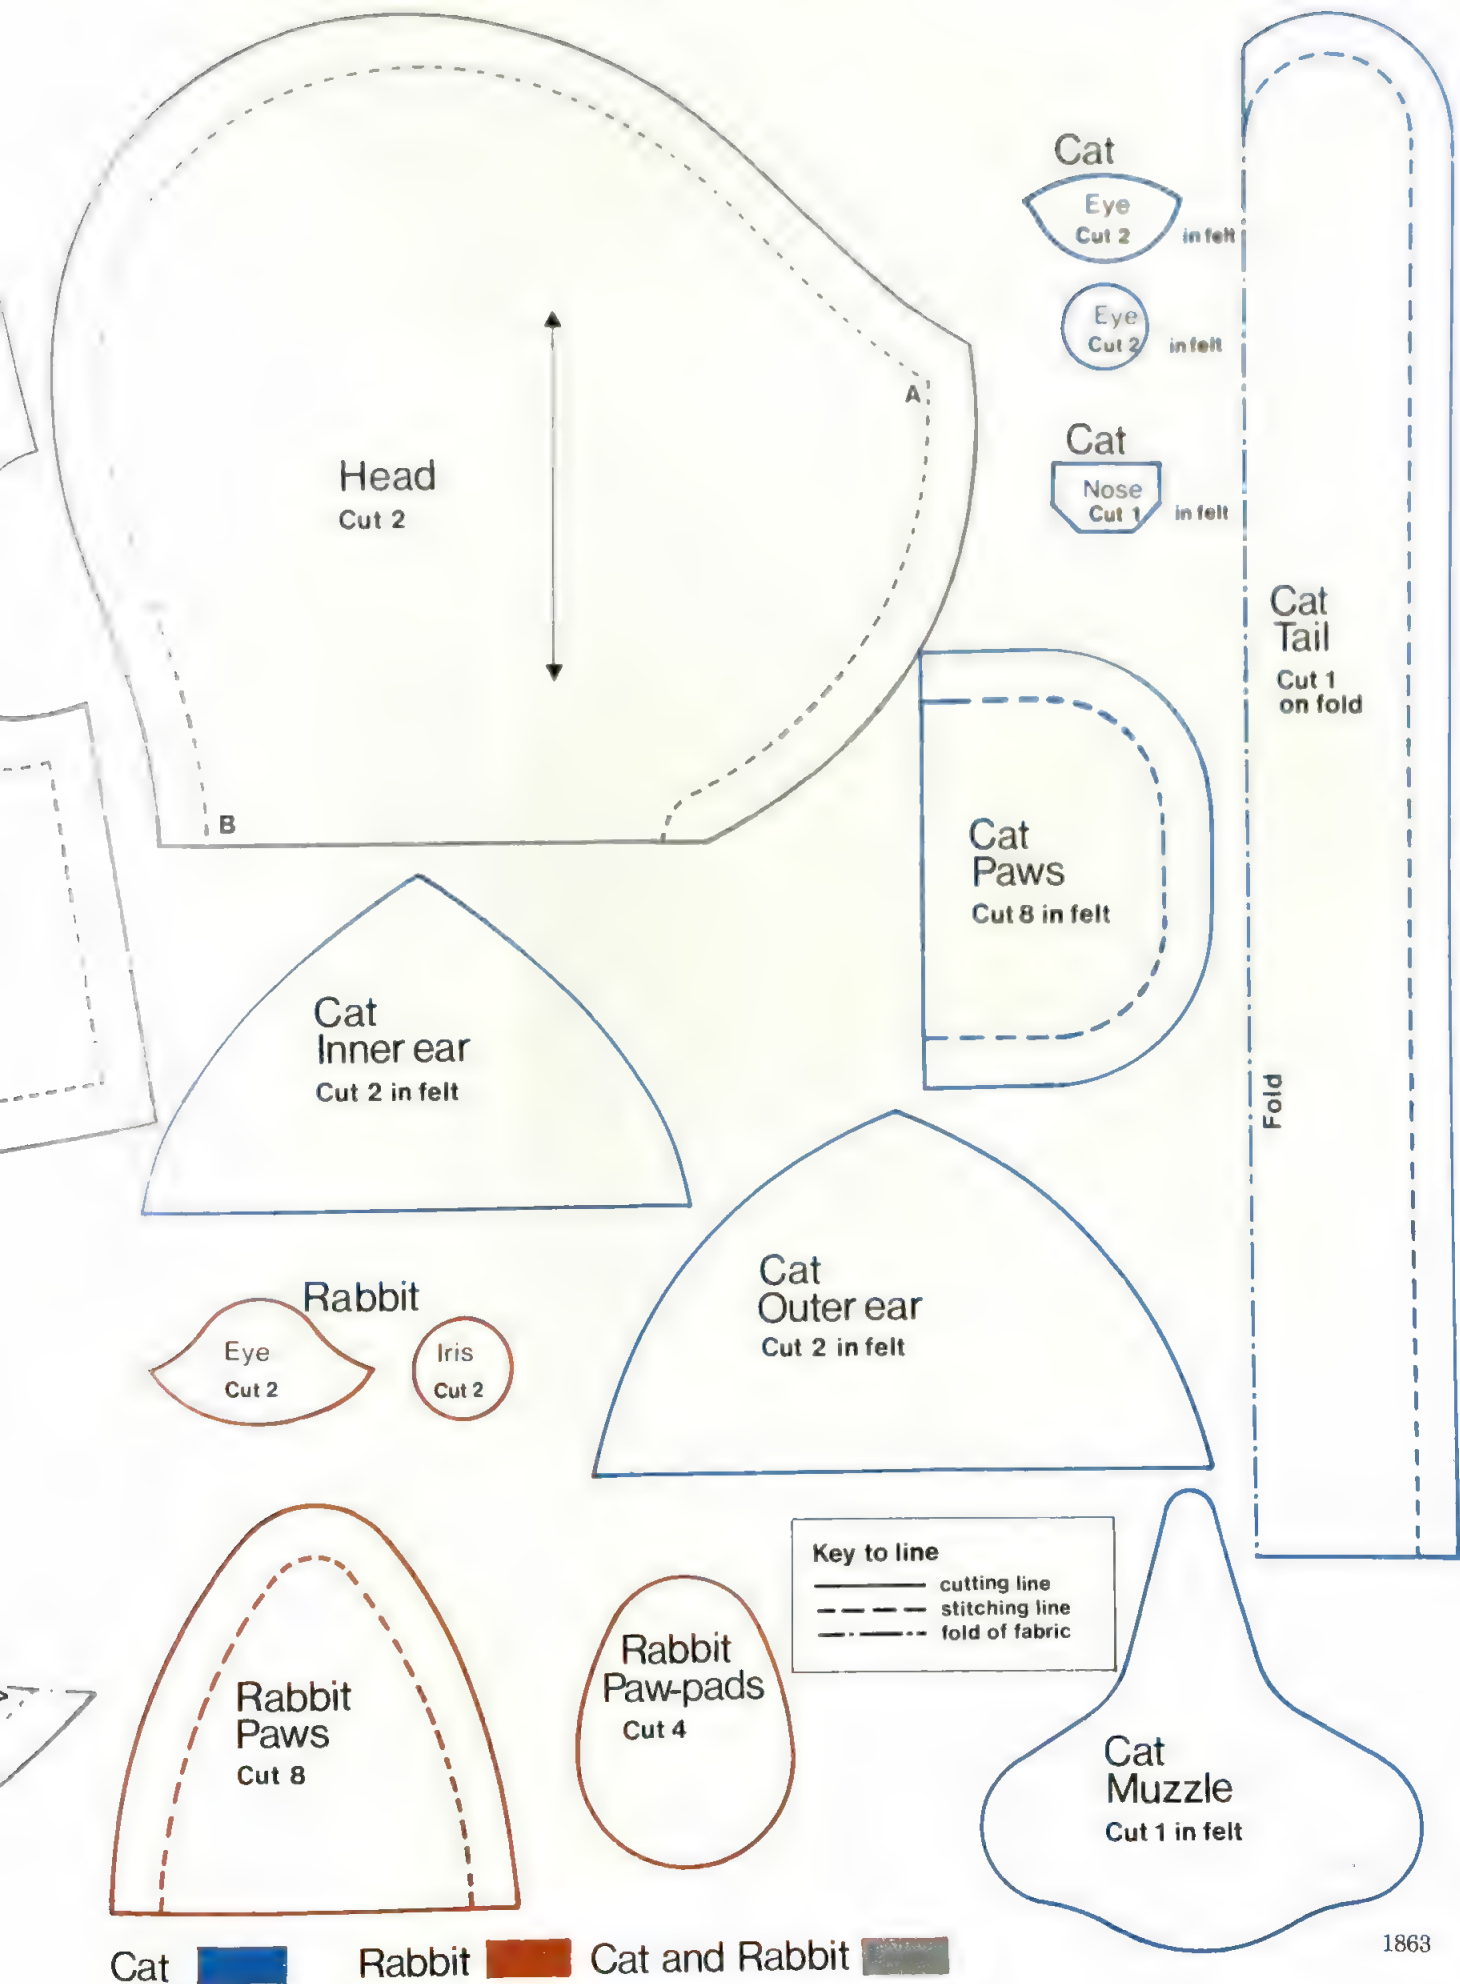 Cat
Eye
Cut 2
in felt
Eye
Cut 2
in felt
A
Cat
Nose
Cut 1
in felt
Head
Cut 2
Cat
Tail
Cut 1
on fold
B
Cat
Paws
Cut 8 in felt
Cat
Inner ear
Cut 2 in felt
Fold
Cat
Outer ear
Cut 2 in felt
Rabbit
Eye
Cut 2
Iris
Cut 2
Key to line
cutting line
stitching line
fold of fabric
Rabbit
Paws
Cut 8
Rabbit
Paw-pads
Cut 4
Cat
Muzzle
Cut 1 in felt
Cat
Rabbit
Cat and Rabbit
1863